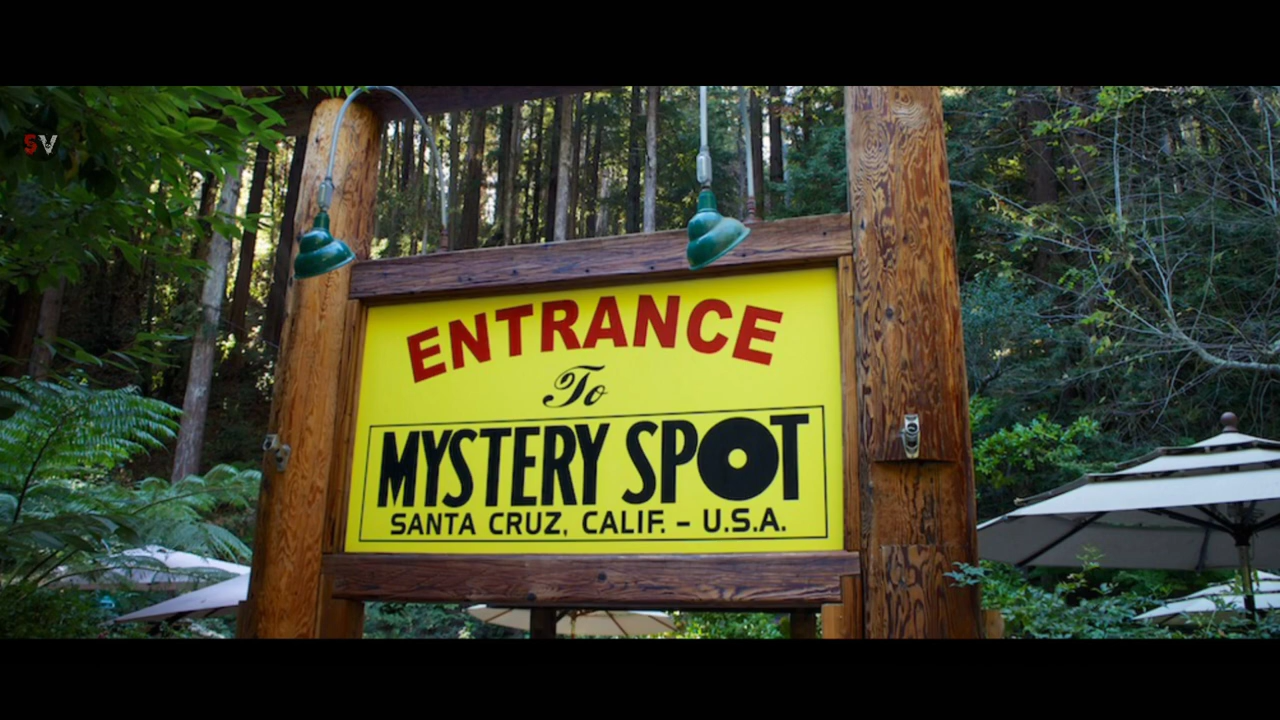 SV
ENTRANCE
To
MYSTERY SPOT
SANTA CRUZ, CALIF. – U.S.A.